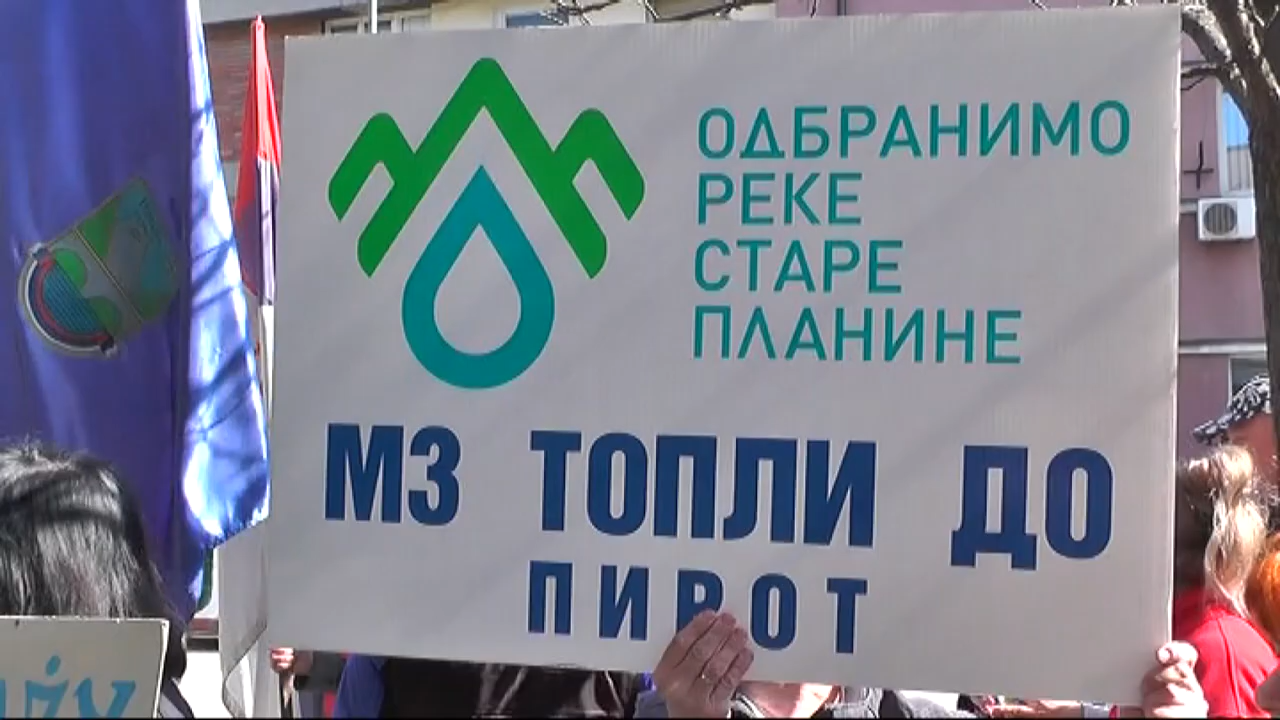 ОДБРАНИМО
РЕКЕ
СТАРЕ
ПЛАНИНЕ
МЗ ТОПЛИ ДО
ПИРОТ